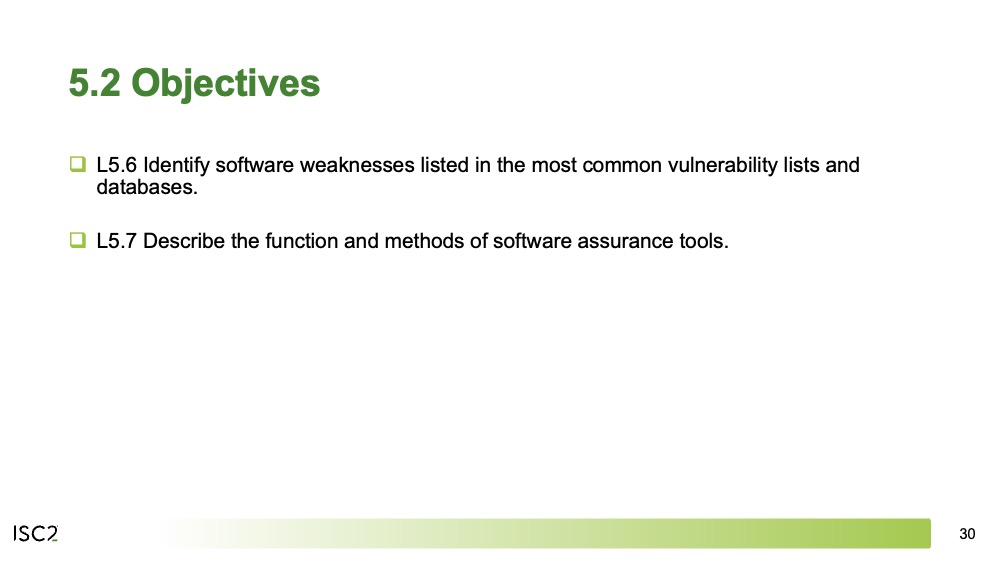 5.2 Objectives
L5.6 Identify software weaknesses listed in the most common vulnerability lists and
databases.
L5.7 Describe the function and methods of software assurance tools.
ISC2
30